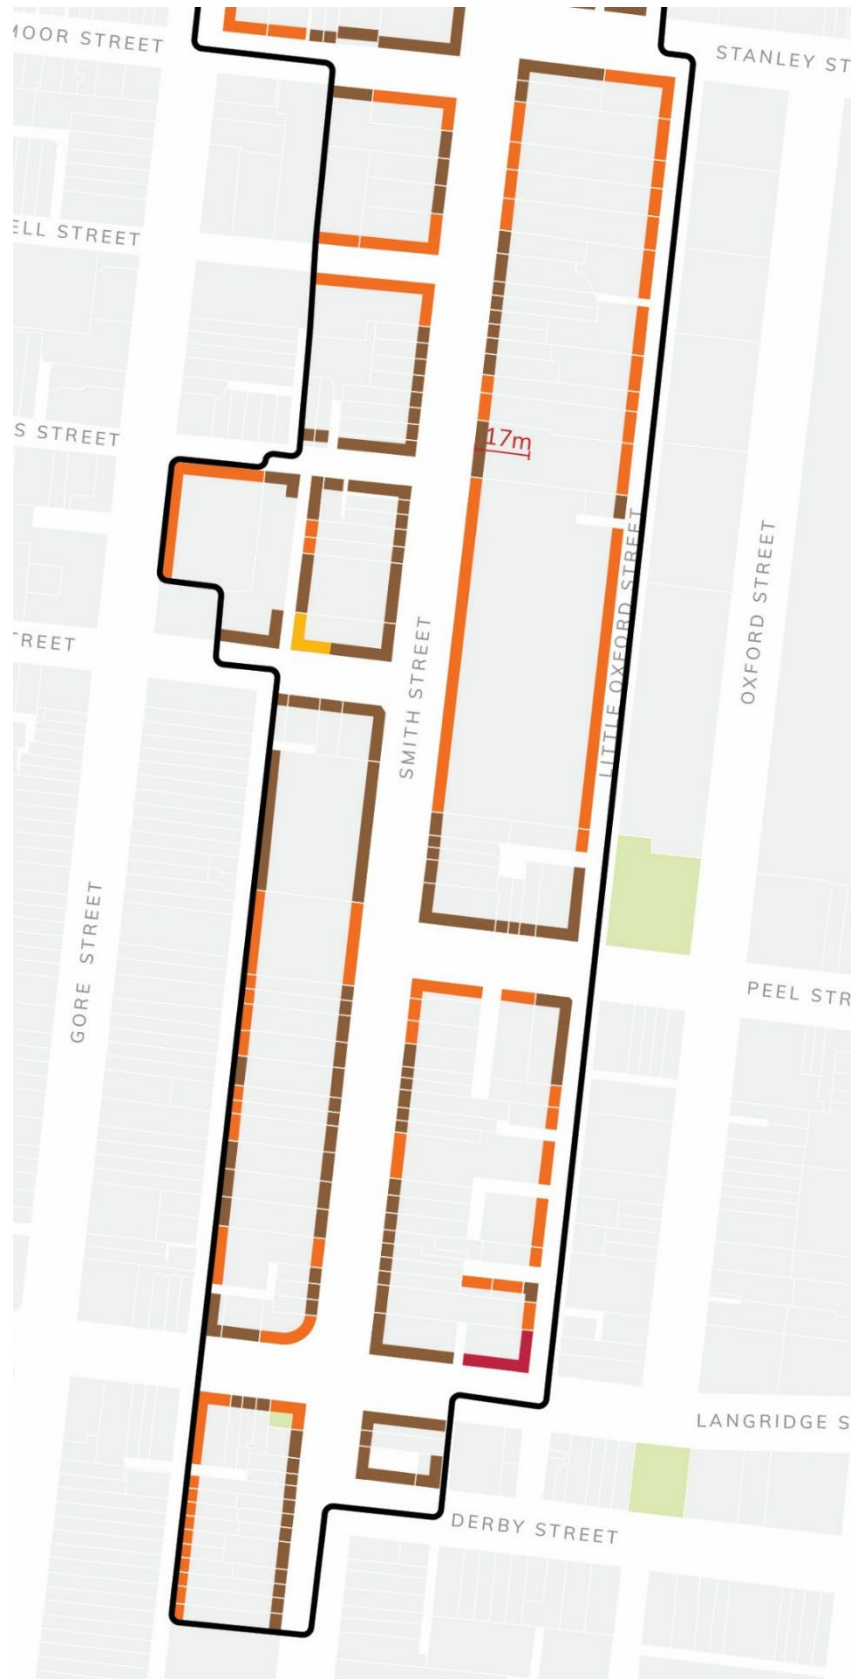 MOOR STREET
STANLEY ST
ELL STREET
S STREET
17m
TREET
SMITH STREET
LITTLE OXFORD STREET
OXFORD STREET
GORE STREET
PEEL STR
LANGRIDGE S
DERBY STREET